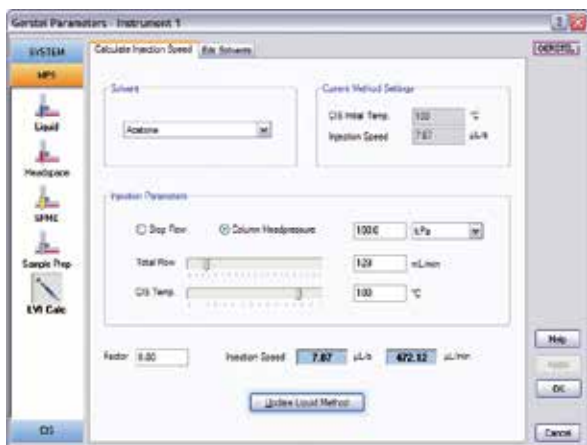 Gerstel Parameters - Instrument 1
SYSTEM
MPS
Liquid
Headspace
SPME
Sample Prep
LVI Calc
CIS
Calculate Injection Speed
Edit Solvents
GERSTEL
Solvent
Acetone
Current Method Settings
CIS Initial Temp. 100 °C
Injection Speed 7.87 µL/s
Injection Parameters
Stop Flow
Column Headpressure
100.0
kPa
Total Flow
mL/min
CIS Temp.
100
°C
Factor
Injection Speed 7.87 µL/s 472.12 µL/min
Update Liquid Method
Help
Apply
OK
Cancel